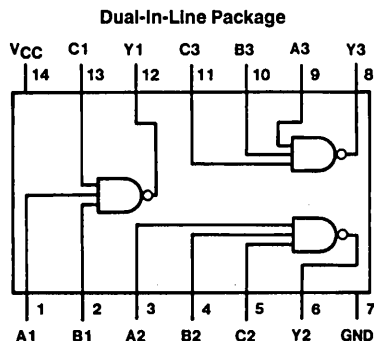 Dual-In-Line Package
VCC C1 Y1 C3 B3 A3 Y3
14 13 12 11 10 9 8
1 2 3 4 5 6 7
A1 B1 A2 B2 C2 Y2 GND